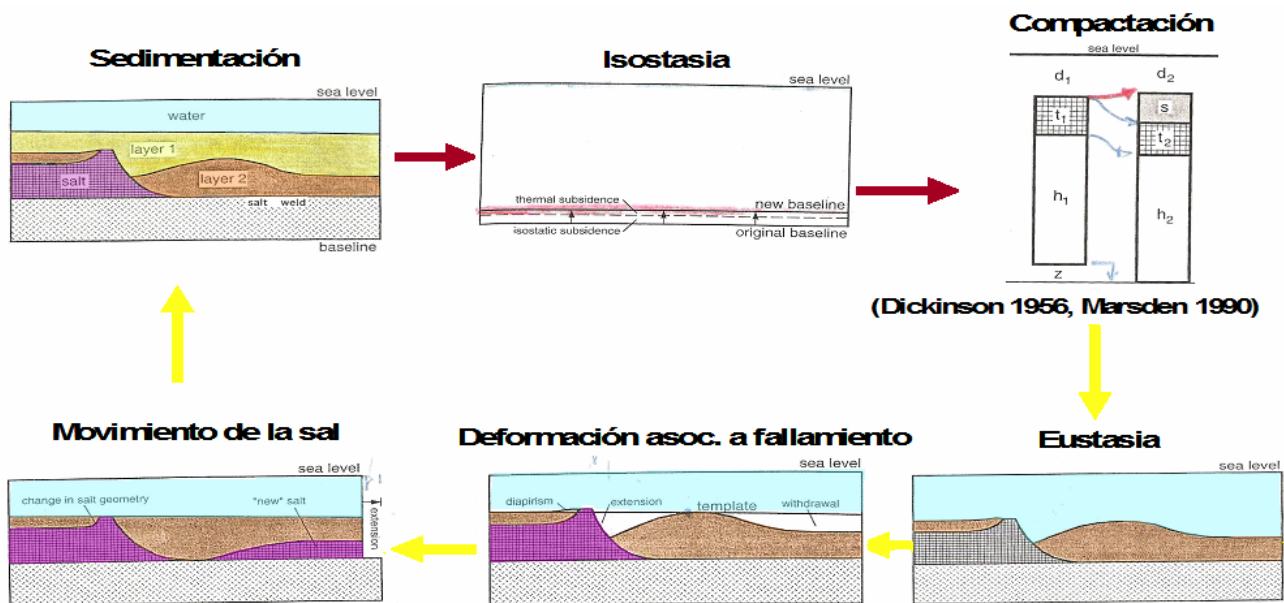 Sedimentación
sea level
water
layer 1
salt
layer 2
salt weld
baseline
Isostasia
sea level
thermal subsidence
new baseline
isostatic subsidence
original baseline
Compactación
sea level
d1 d2
t1
s
t2
h1
h2
z
(Dickinson 1956, Marsden 1990)
Movimiento de la sal
sea level
change in salt geometry
"new" salt
extension
Deformación asoc. a fallamiento
sea level
diapirism
extension
template
withdrawal
Eustasia
sea level